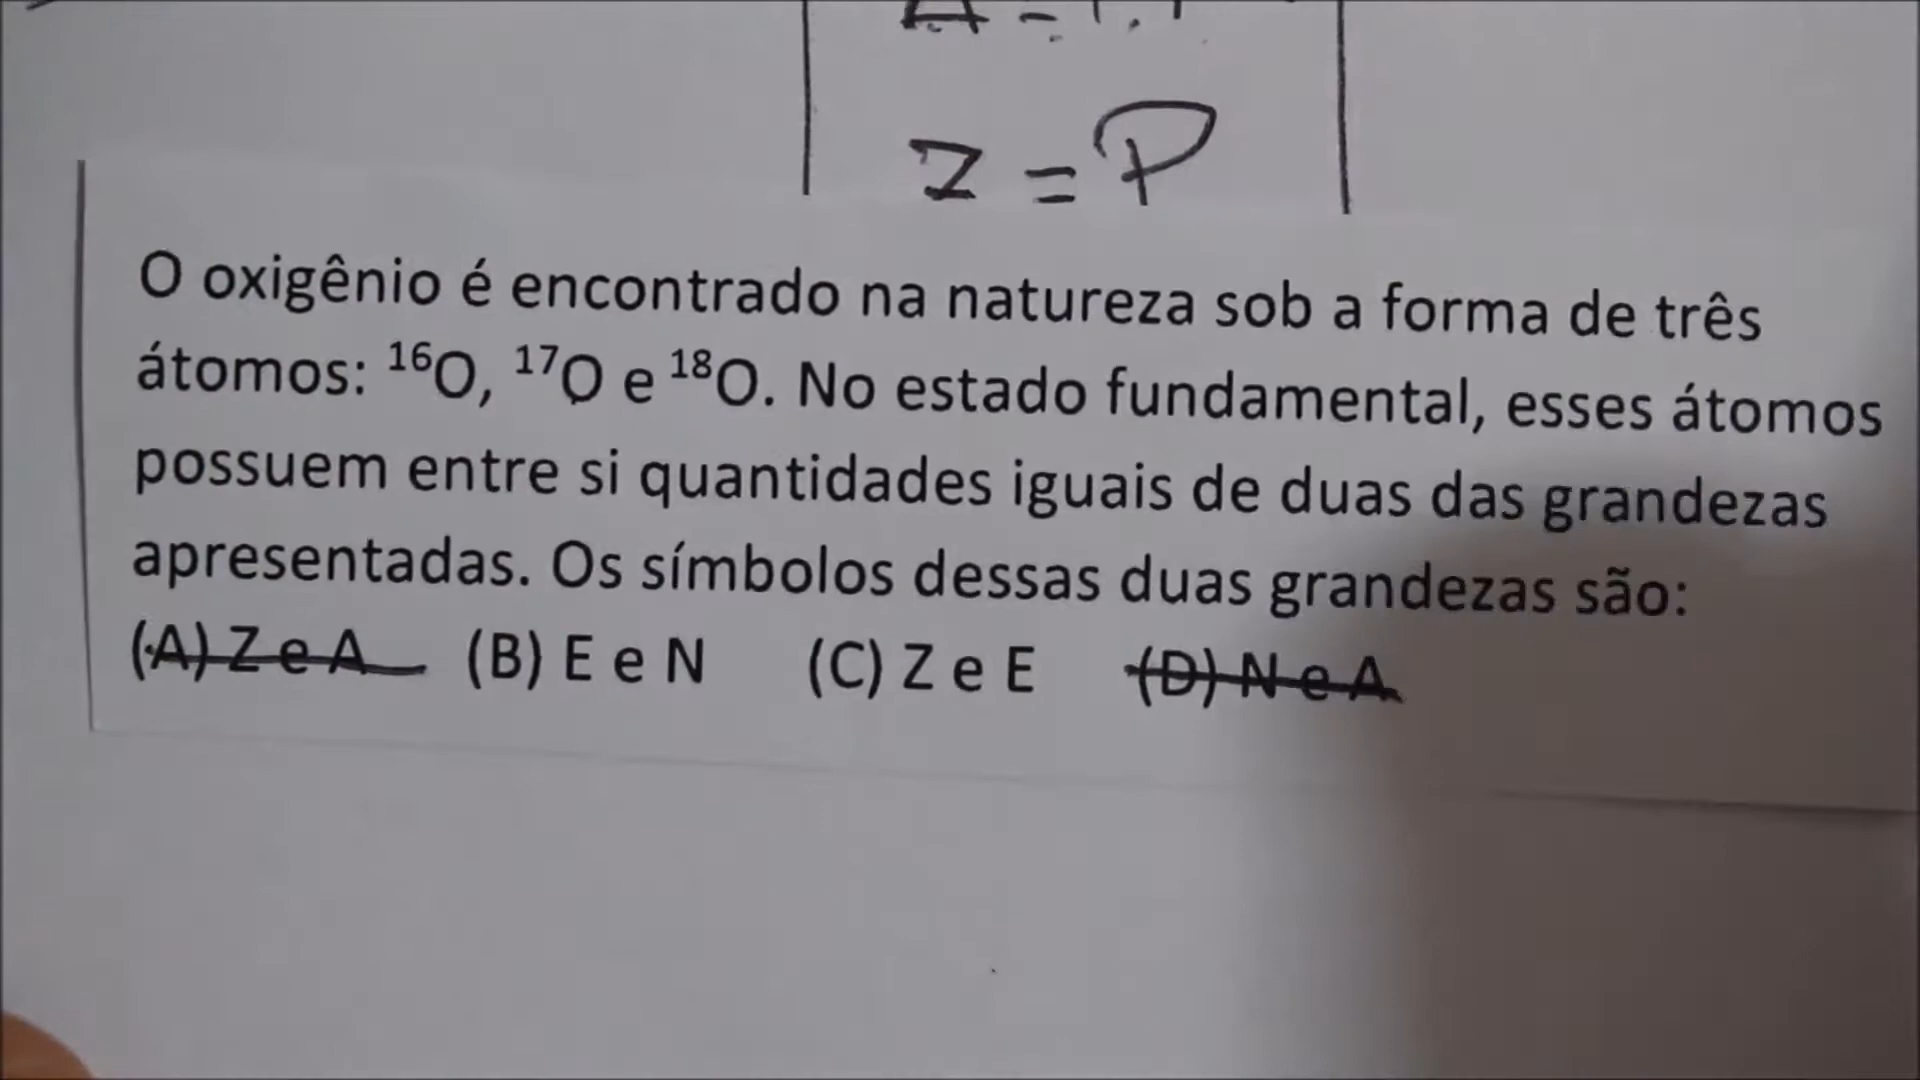 Z = P
O oxigênio é encontrado na natureza sob a forma de três
átomos: ¹⁶O, ¹⁷O e ¹⁸O. No estado fundamental, esses átomos
possuem entre si quantidades iguais de duas das grandezas
apresentadas. Os símbolos dessas duas grandezas são:
(A) Z e A (B) E e N (C) Z e E (D) N e A